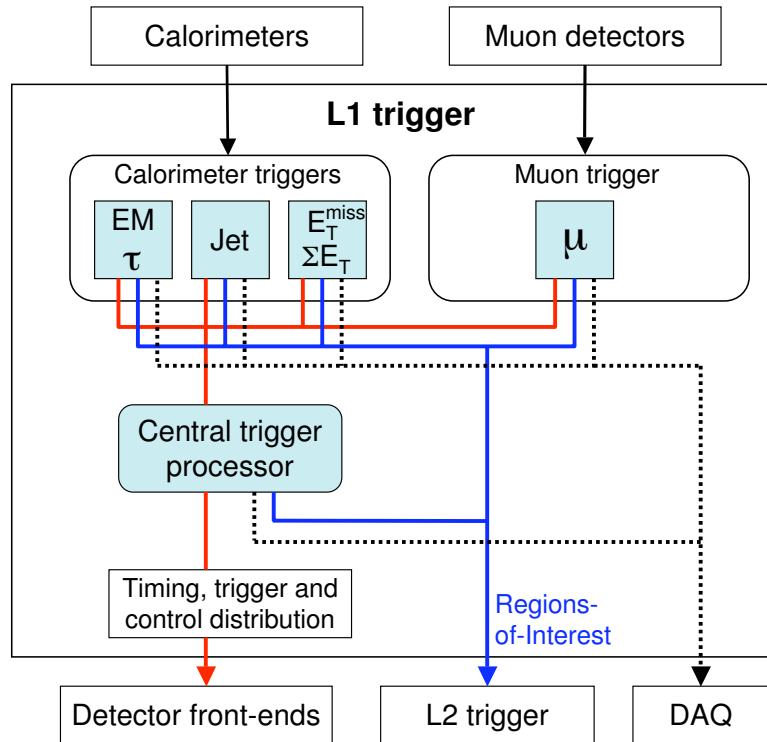 Calorimeters
Muon detectors
L1 trigger
Calorimeter triggers
Muon trigger
EM
τ
Jet
E_T^miss
ΣE_T
μ
Central trigger
processor
Timing, trigger and
control distribution
Regions-
of-Interest
Detector front-ends
L2 trigger
DAQ